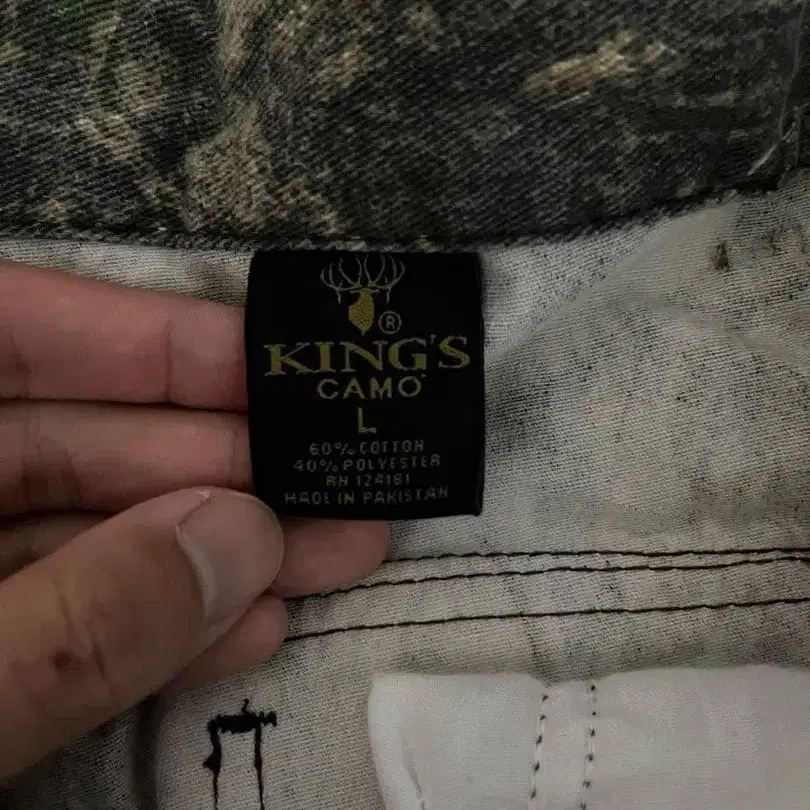 ®
KING'S
CAMO
L
60% COTTON
40% POLYESTER
RN 124181
MADE IN PAKISTAN